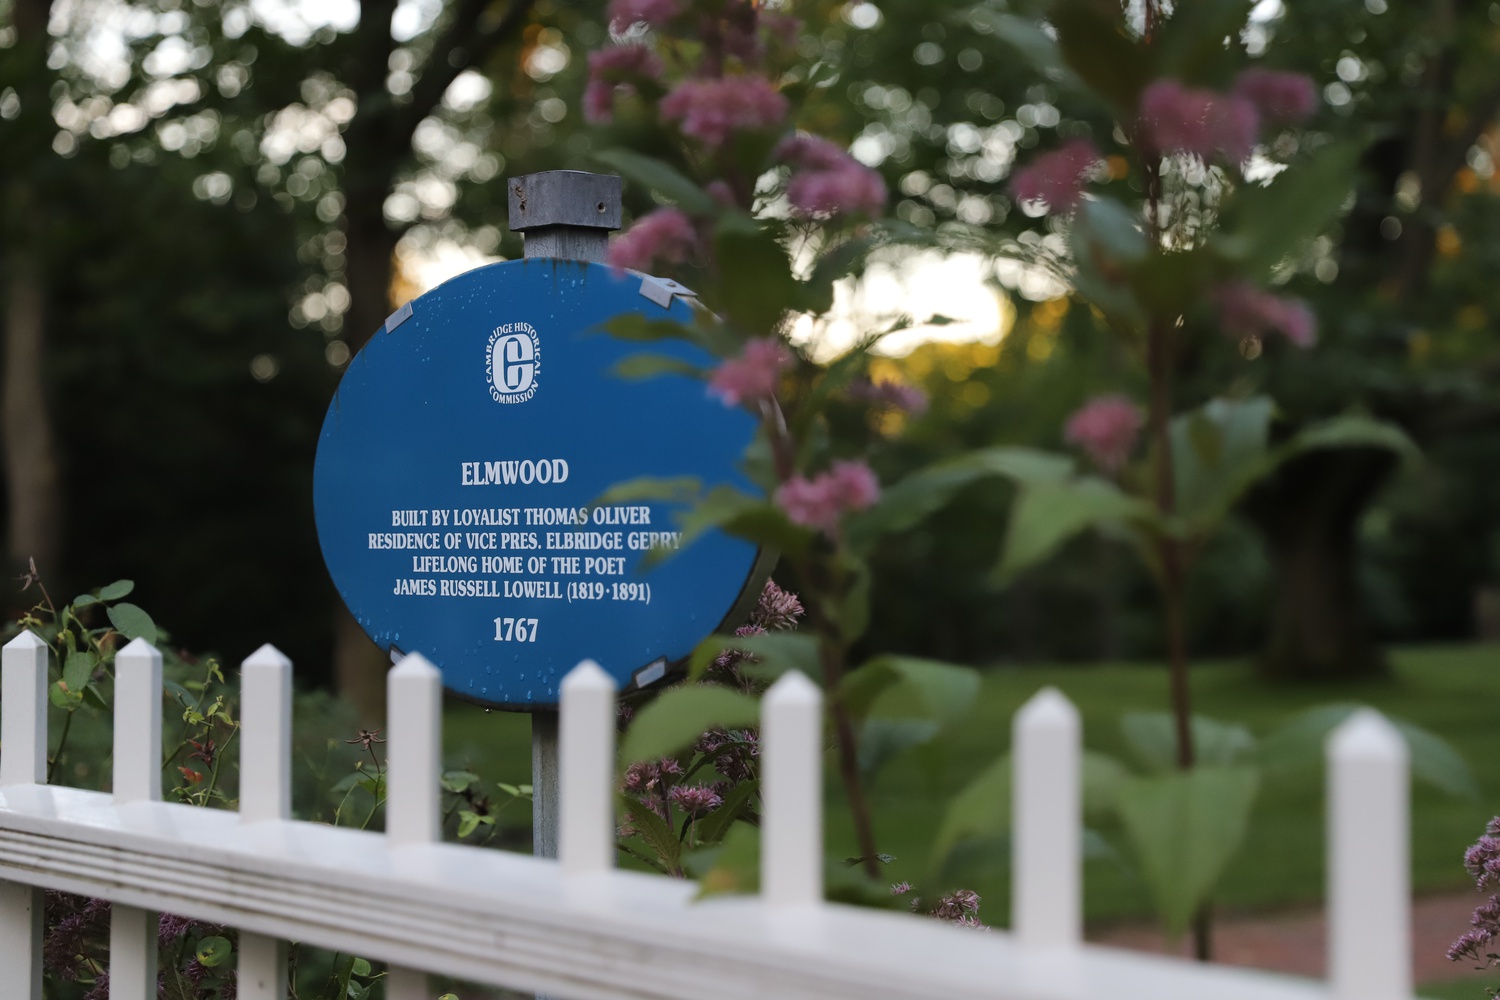 CAMBRIDGE HISTORICAL
C
COMMISSION
ELMWOOD
BUILT BY LOYALIST THOMAS OLIVER
RESIDENCE OF VICE PRES. ELBRIDGE GERRY
LIFELONG HOME OF THE POET
JAMES RUSSELL LOWELL (1819·1891)
1767